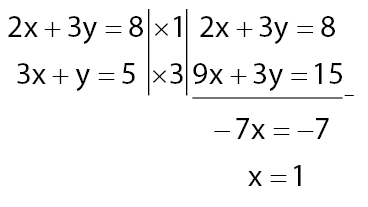 2x + 3y = 8 |×1| 2x + 3y = 8
3x + y = 5 |×3| 9x + 3y = 15 −
−7x = −7
x = 1